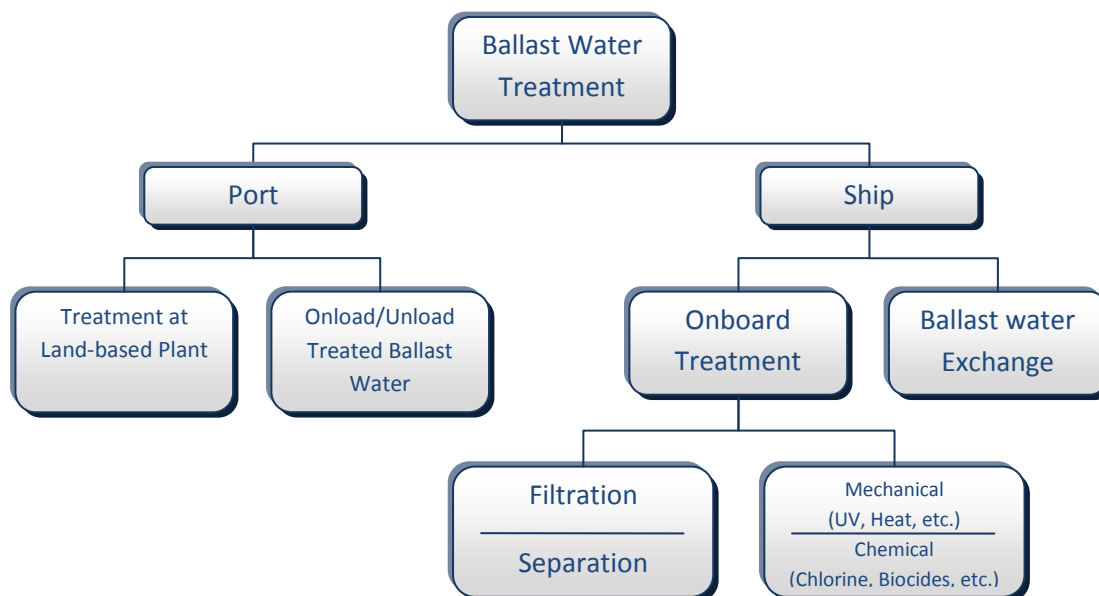 Ballast Water
Treatment
Port
Ship
Treatment at
Land-based Plant
Onload/Unload
Treated Ballast
Water
Onboard
Treatment
Ballast water
Exchange
Filtration
Separation
Mechanical
(UV, Heat, etc.)
Chemical
(Chlorine, Biocides, etc.)